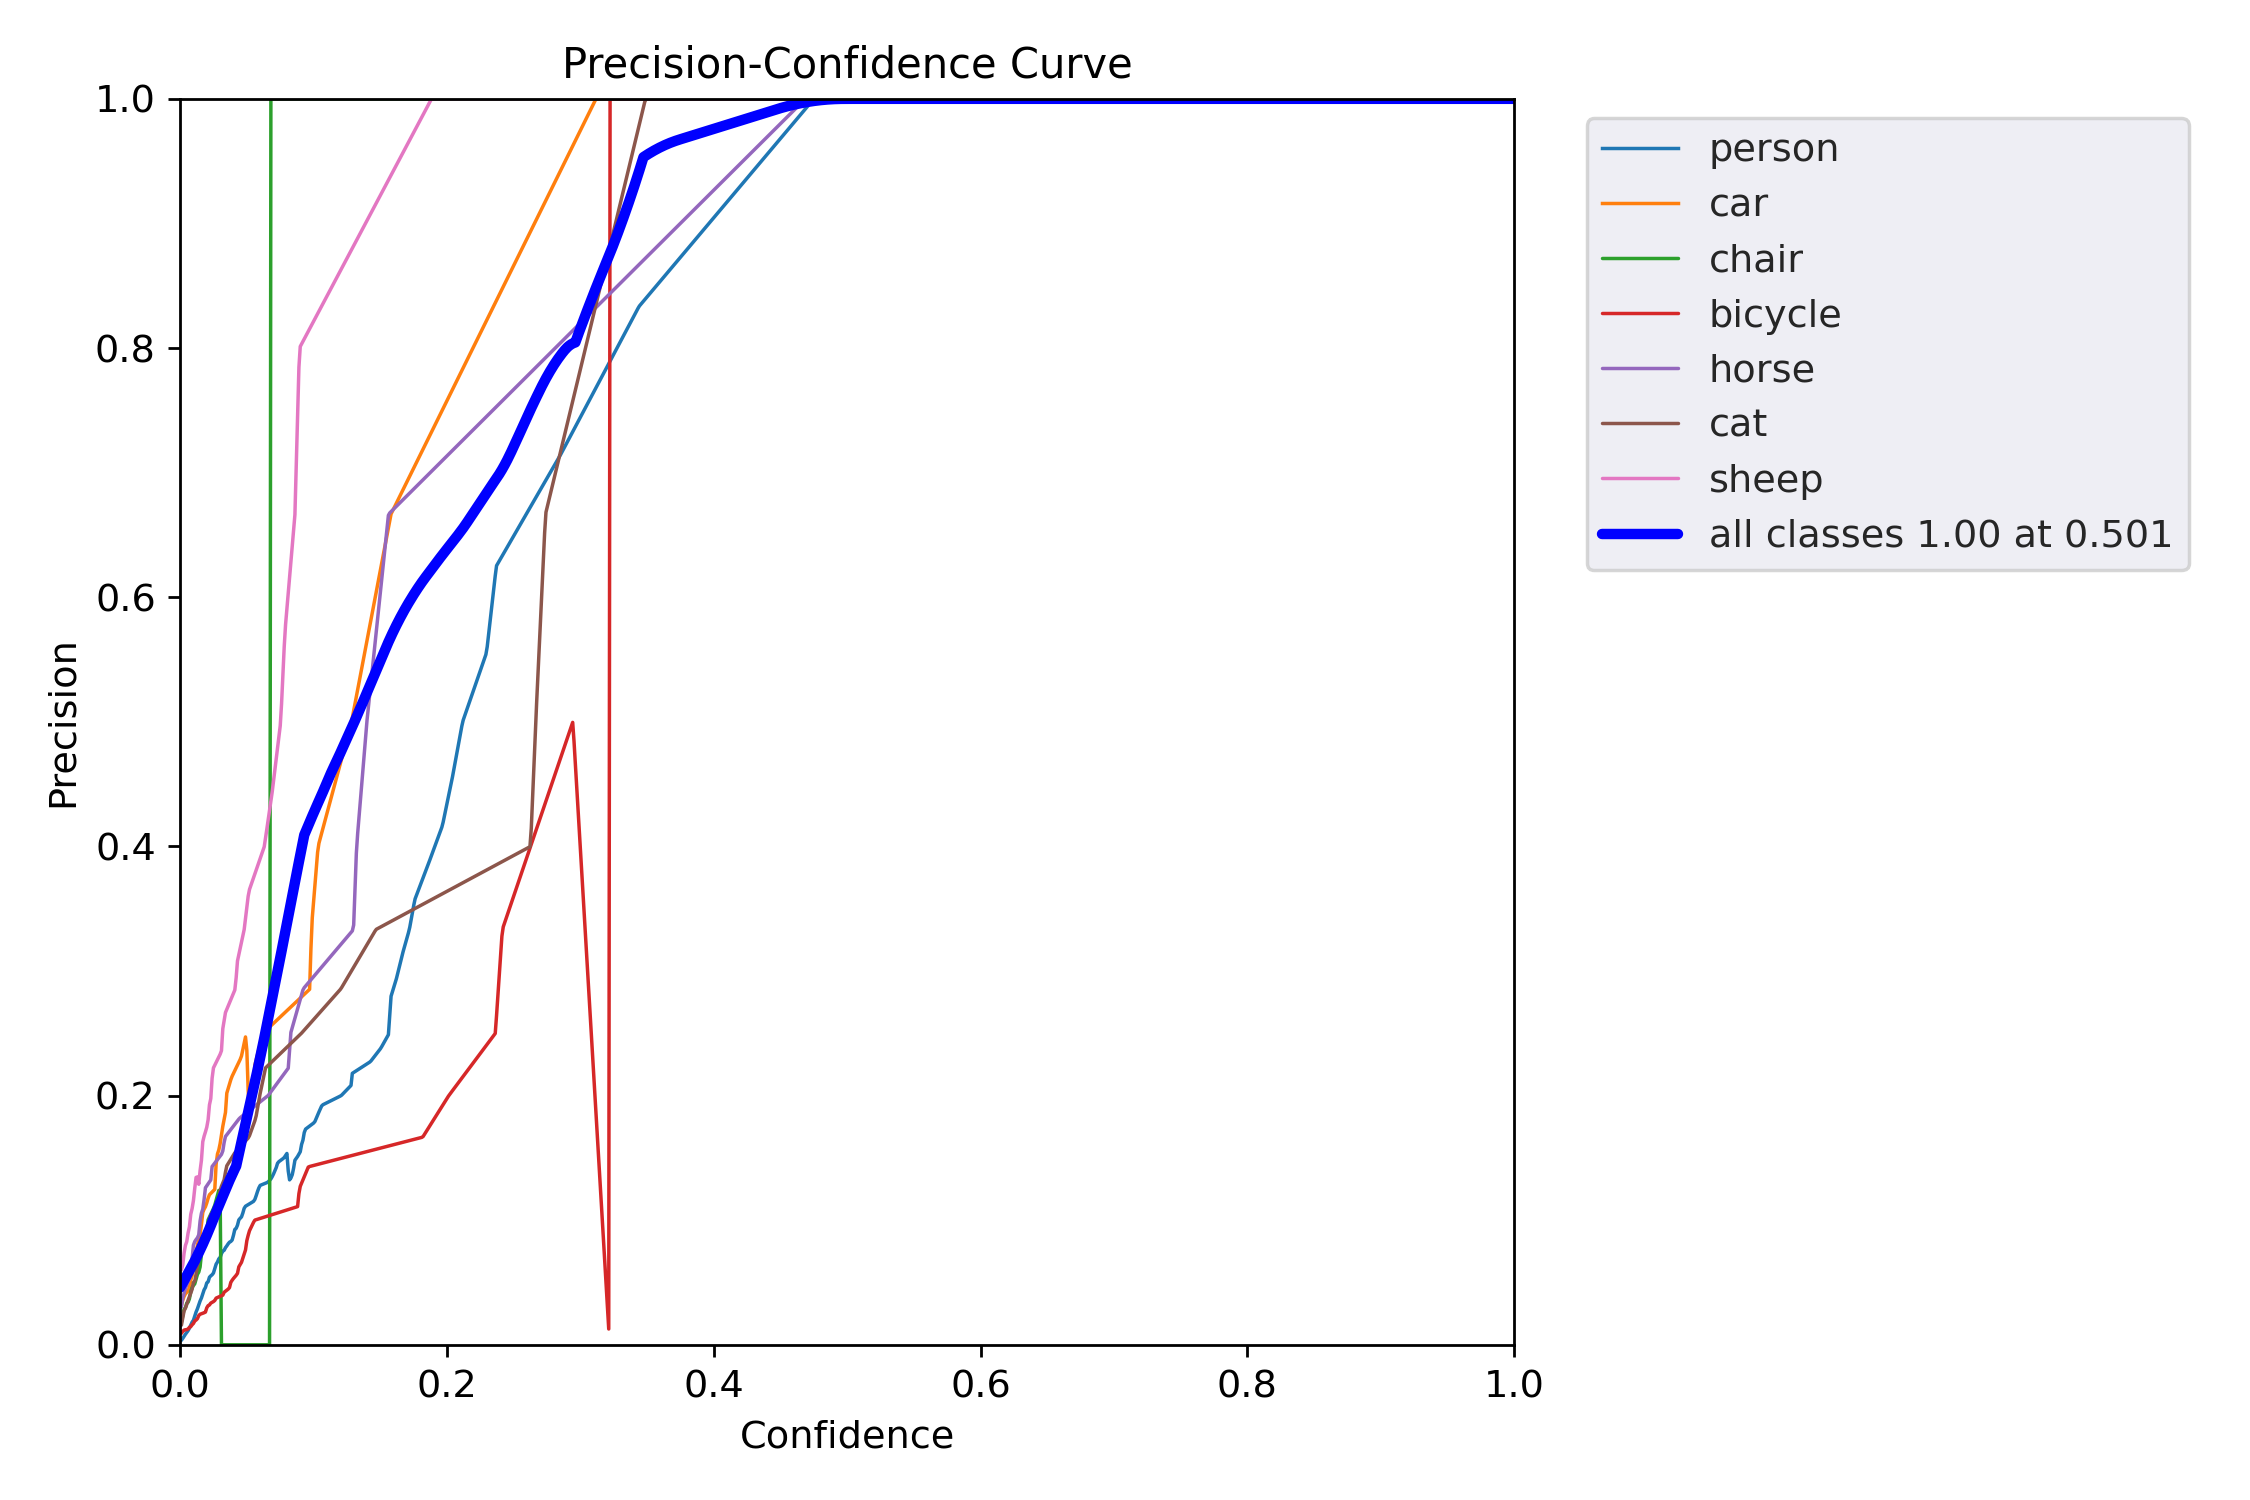 Precision-Confidence Curve
1.0
0.8
0.6
0.4
0.2
0.0
Precision
0.0 0.2 0.4 0.6 0.8 1.0
Confidence
person
car
chair
bicycle
horse
cat
sheep
all classes 1.00 at 0.501